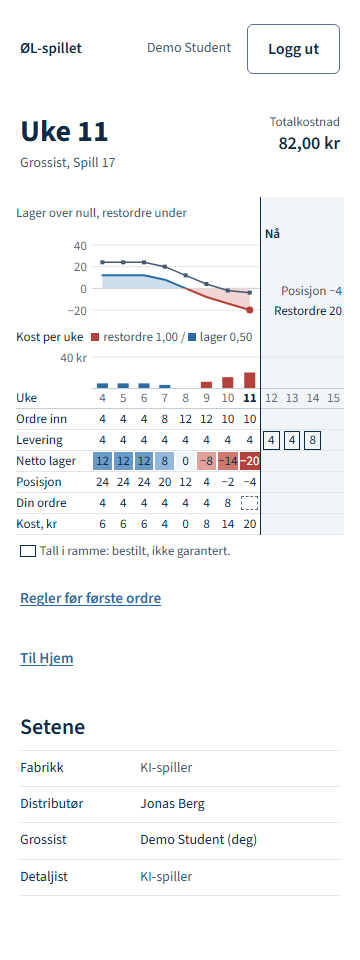 ØL-spillet Demo Student Logg ut
Uke 11 Totalkostnad
Grossist, Spill 17 82,00 kr
Lager over null, restordre under
Nå
40
20
0
Posisjon −4
−20 Restordre 20
Kost per uke restordre 1,00 / lager 0,50
40 kr
Uke 4 5 6 7 8 9 10 11 12 13 14 15
Ordre inn 4 4 4 8 12 12 10 10
Levering 4 4 4 4 4 4 4 4 4 4 8
Netto lager 12 12 12 8 0 −8 −14 −20
Posisjon 24 24 24 20 12 4 −2 −4
Din ordre 4 4 4 4 4 4 8
Kost, kr 6 6 6 4 0 8 14 20
Tall i ramme: bestilt, ikke garantert.
Regler før første ordre
Til Hjem
Setene
Fabrikk KI-spiller
Distributør Jonas Berg
Grossist Demo Student (deg)
Detaljist KI-spiller